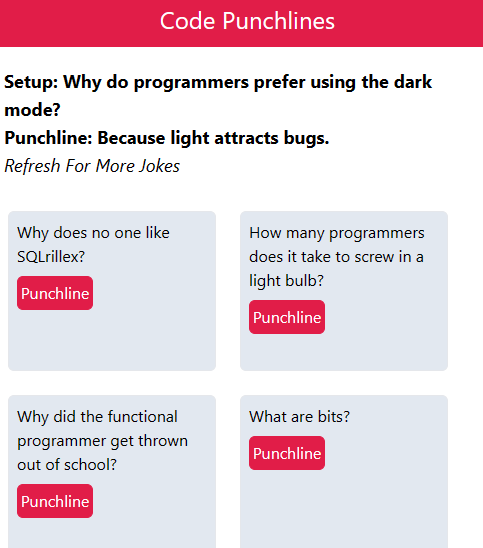 Code Punchlines
Setup: Why do programmers prefer using the dark
mode?
Punchline: Because light attracts bugs.
Refresh For More Jokes
Why does no one like
SQLrillex?
Punchline
How many programmers
does it take to screw in a
light bulb?
Punchline
Why did the functional
programmer get thrown
out of school?
Punchline
What are bits?
Punchline